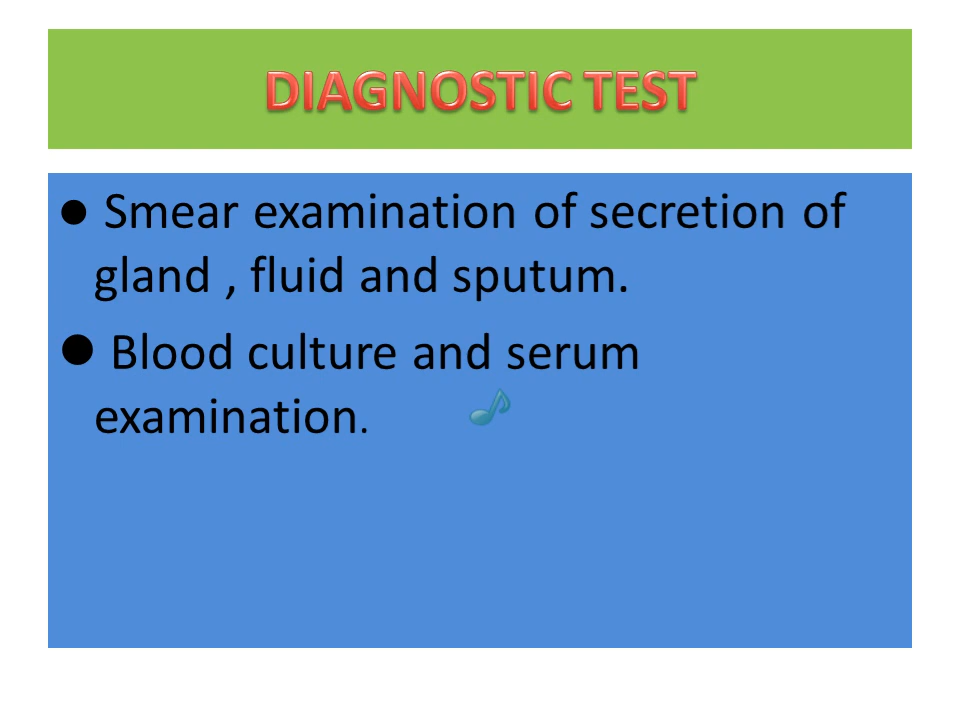 DIAGNOSTIC TEST
● Smear examination of secretion of
gland , fluid and sputum.
● Blood culture and serum
examination.